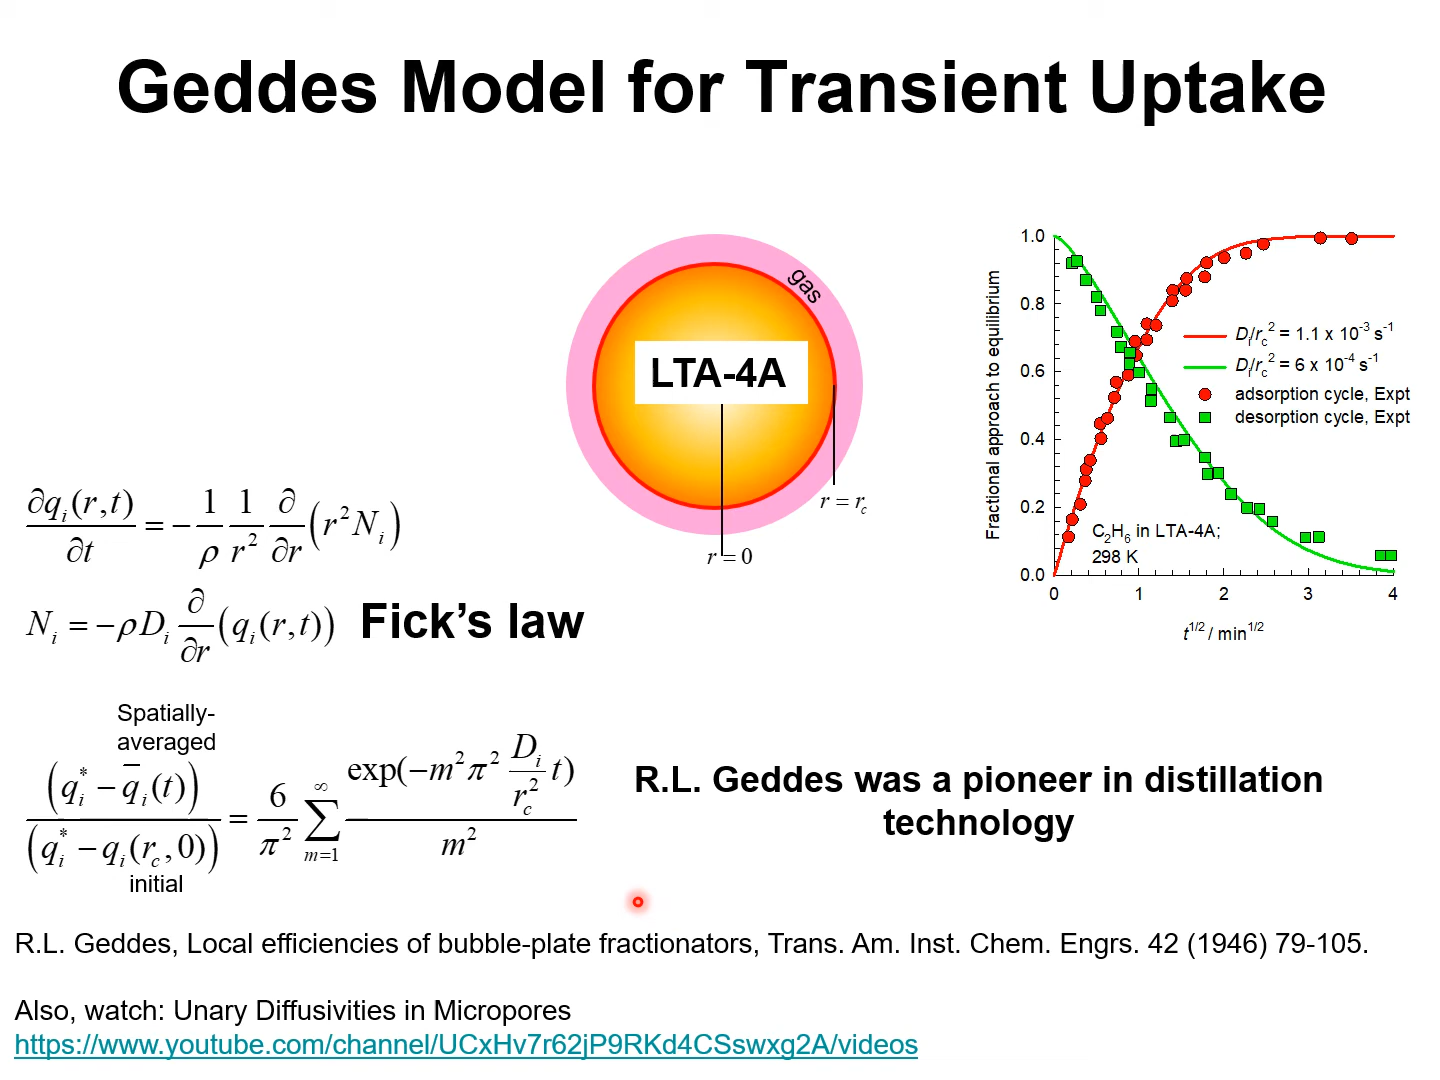 Geddes Model for Transient Uptake
gas
LTA-4A
r = r_c
r = 0
∂q_i(r,t)/∂t = −(1/ρ)(1/r²) ∂/∂r (r² N_i)
N_i = −ρD_i ∂/∂r (q_i(r,t)) Fick's law
Spatially-
averaged
(q_i* − q̄_i(t)) / (q_i* − q_i(r_c,0)) = (6/π²) ∑_{m=1}^{∞} exp(−m²π² (D_i/r_c²) t) / m²
initial
1.0
0.8
0.6
0.4
0.2
0.0
Fractional approach to equilibrium
D_i/r_c² = 1.1 x 10⁻³ s⁻¹
D_i/r_c² = 6 x 10⁻⁴ s⁻¹
adsorption cycle, Expt
desorption cycle, Expt
C₂H₆ in LTA-4A;
298 K
0 1 2 3 4
t^{1/2} / min^{1/2}
R.L. Geddes was a pioneer in distillation
technology
R.L. Geddes, Local efficiencies of bubble-plate fractionators, Trans. Am. Inst. Chem. Engrs. 42 (1946) 79-105.
Also, watch: Unary Diffusivities in Micropores
https://www.youtube.com/channel/UCxHv7r62jP9RKd4CSswxg2A/videos